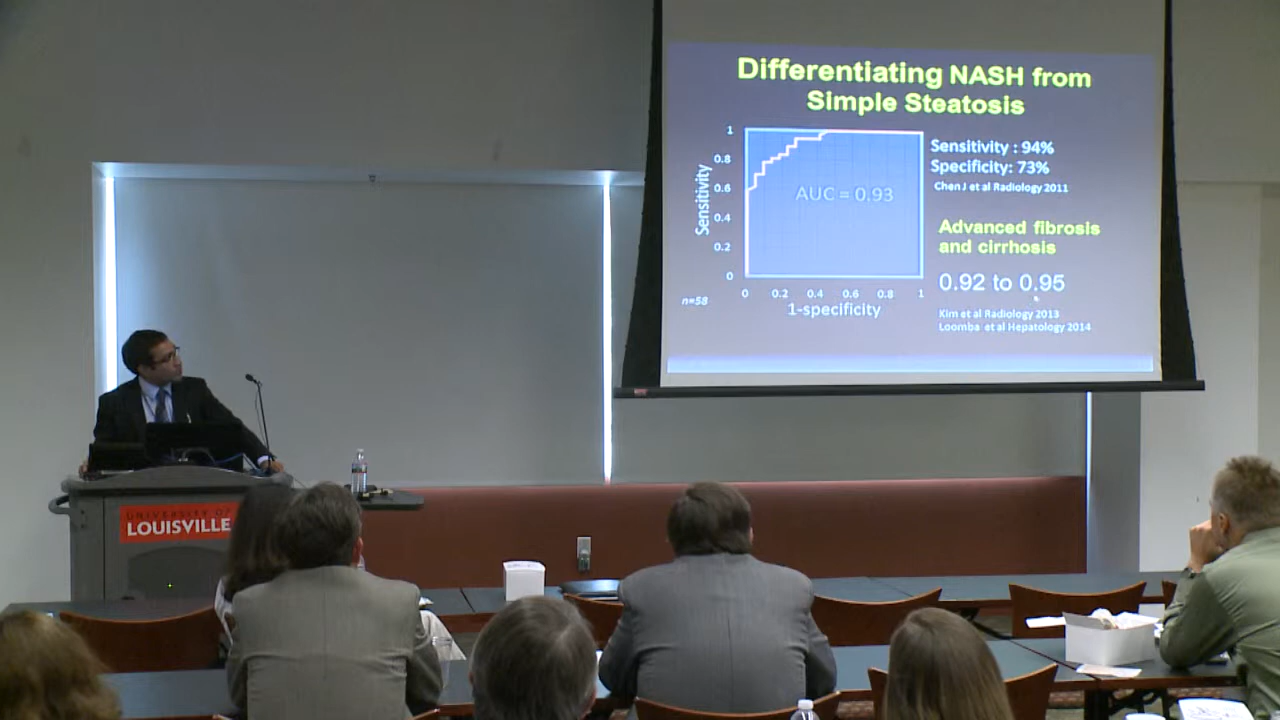 Differentiating NASH from
Simple Steatosis
1
0.8
0.6
0.4
0.2
0
Sensitivity
AUC = 0.93
0
0.2
0.4
0.6
0.8
1
1-specificity
n=58
Sensitivity : 94%
Specificity: 73%
Chen J et al Radiology 2011
Advanced fibrosis
and cirrhosis
0.92 to 0.95
Kim et al Radiology 2013
Loomba et al Hepatology 2014
UNIVERSITY OF
LOUISVILLE